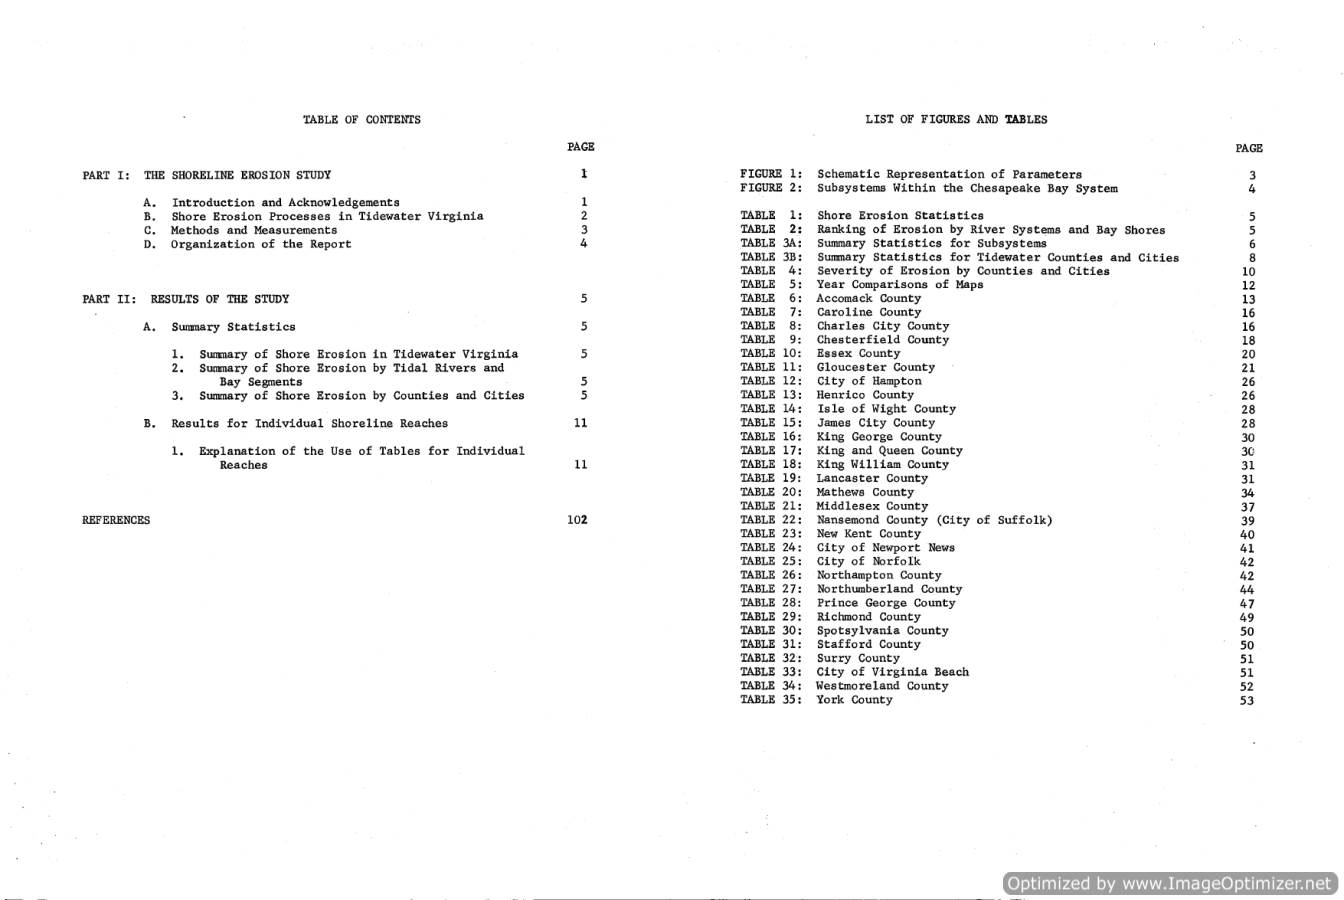 TABLE OF CONTENTS
PAGE
PART I: THE SHORELINE EROSION STUDY 1
A. Introduction and Acknowledgements 1
B. Shore Erosion Processes in Tidewater Virginia 2
C. Methods and Measurements 3
D. Organization of the Report 4
PART II: RESULTS OF THE STUDY 5
A. Summary Statistics 5
1. Summary of Shore Erosion in Tidewater Virginia 5
2. Summary of Shore Erosion by Tidal Rivers and
Bay Segments 5
3. Summary of Shore Erosion by Counties and Cities 5
B. Results for Individual Shoreline Reaches 11
1. Explanation of the Use of Tables for Individual
Reaches 11
REFERENCES 102
LIST OF FIGURES AND TABLES
PAGE
FIGURE 1: Schematic Representation of Parameters 3
FIGURE 2: Subsystems Within the Chesapeake Bay System 4
TABLE 1: Shore Erosion Statistics 5
TABLE 2: Ranking of Erosion by River Systems and Bay Shores 5
TABLE 3A: Summary Statistics for Subsystems 6
TABLE 3B: Summary Statistics for Tidewater Counties and Cities 8
TABLE 4: Severity of Erosion by Counties and Cities 10
TABLE 5: Year Comparisons of Maps 12
TABLE 6: Accomack County 13
TABLE 7: Caroline County 16
TABLE 8: Charles City County 16
TABLE 9: Chesterfield County 18
TABLE 10: Essex County 20
TABLE 11: Gloucester County 21
TABLE 12: City of Hampton 26
TABLE 13: Henrico County 26
TABLE 14: Isle of Wight County 28
TABLE 15: James City County 28
TABLE 16: King George County 30
TABLE 17: King and Queen County 30
TABLE 18: King William County 31
TABLE 19: Lancaster County 31
TABLE 20: Mathews County 34
TABLE 21: Middlesex County 37
TABLE 22: Nansemond County (City of Suffolk) 39
TABLE 23: New Kent County 40
TABLE 24: City of Newport News 41
TABLE 25: City of Norfolk 42
TABLE 26: Northampton County 42
TABLE 27: Northumberland County 44
TABLE 28: Prince George County 47
TABLE 29: Richmond County 49
TABLE 30: Spotsylvania County 50
TABLE 31: Stafford County 50
TABLE 32: Surry County 51
TABLE 33: City of Virginia Beach 51
TABLE 34: Westmoreland County 52
TABLE 35: York County 53
Optimized by www.ImageOptimizer.net